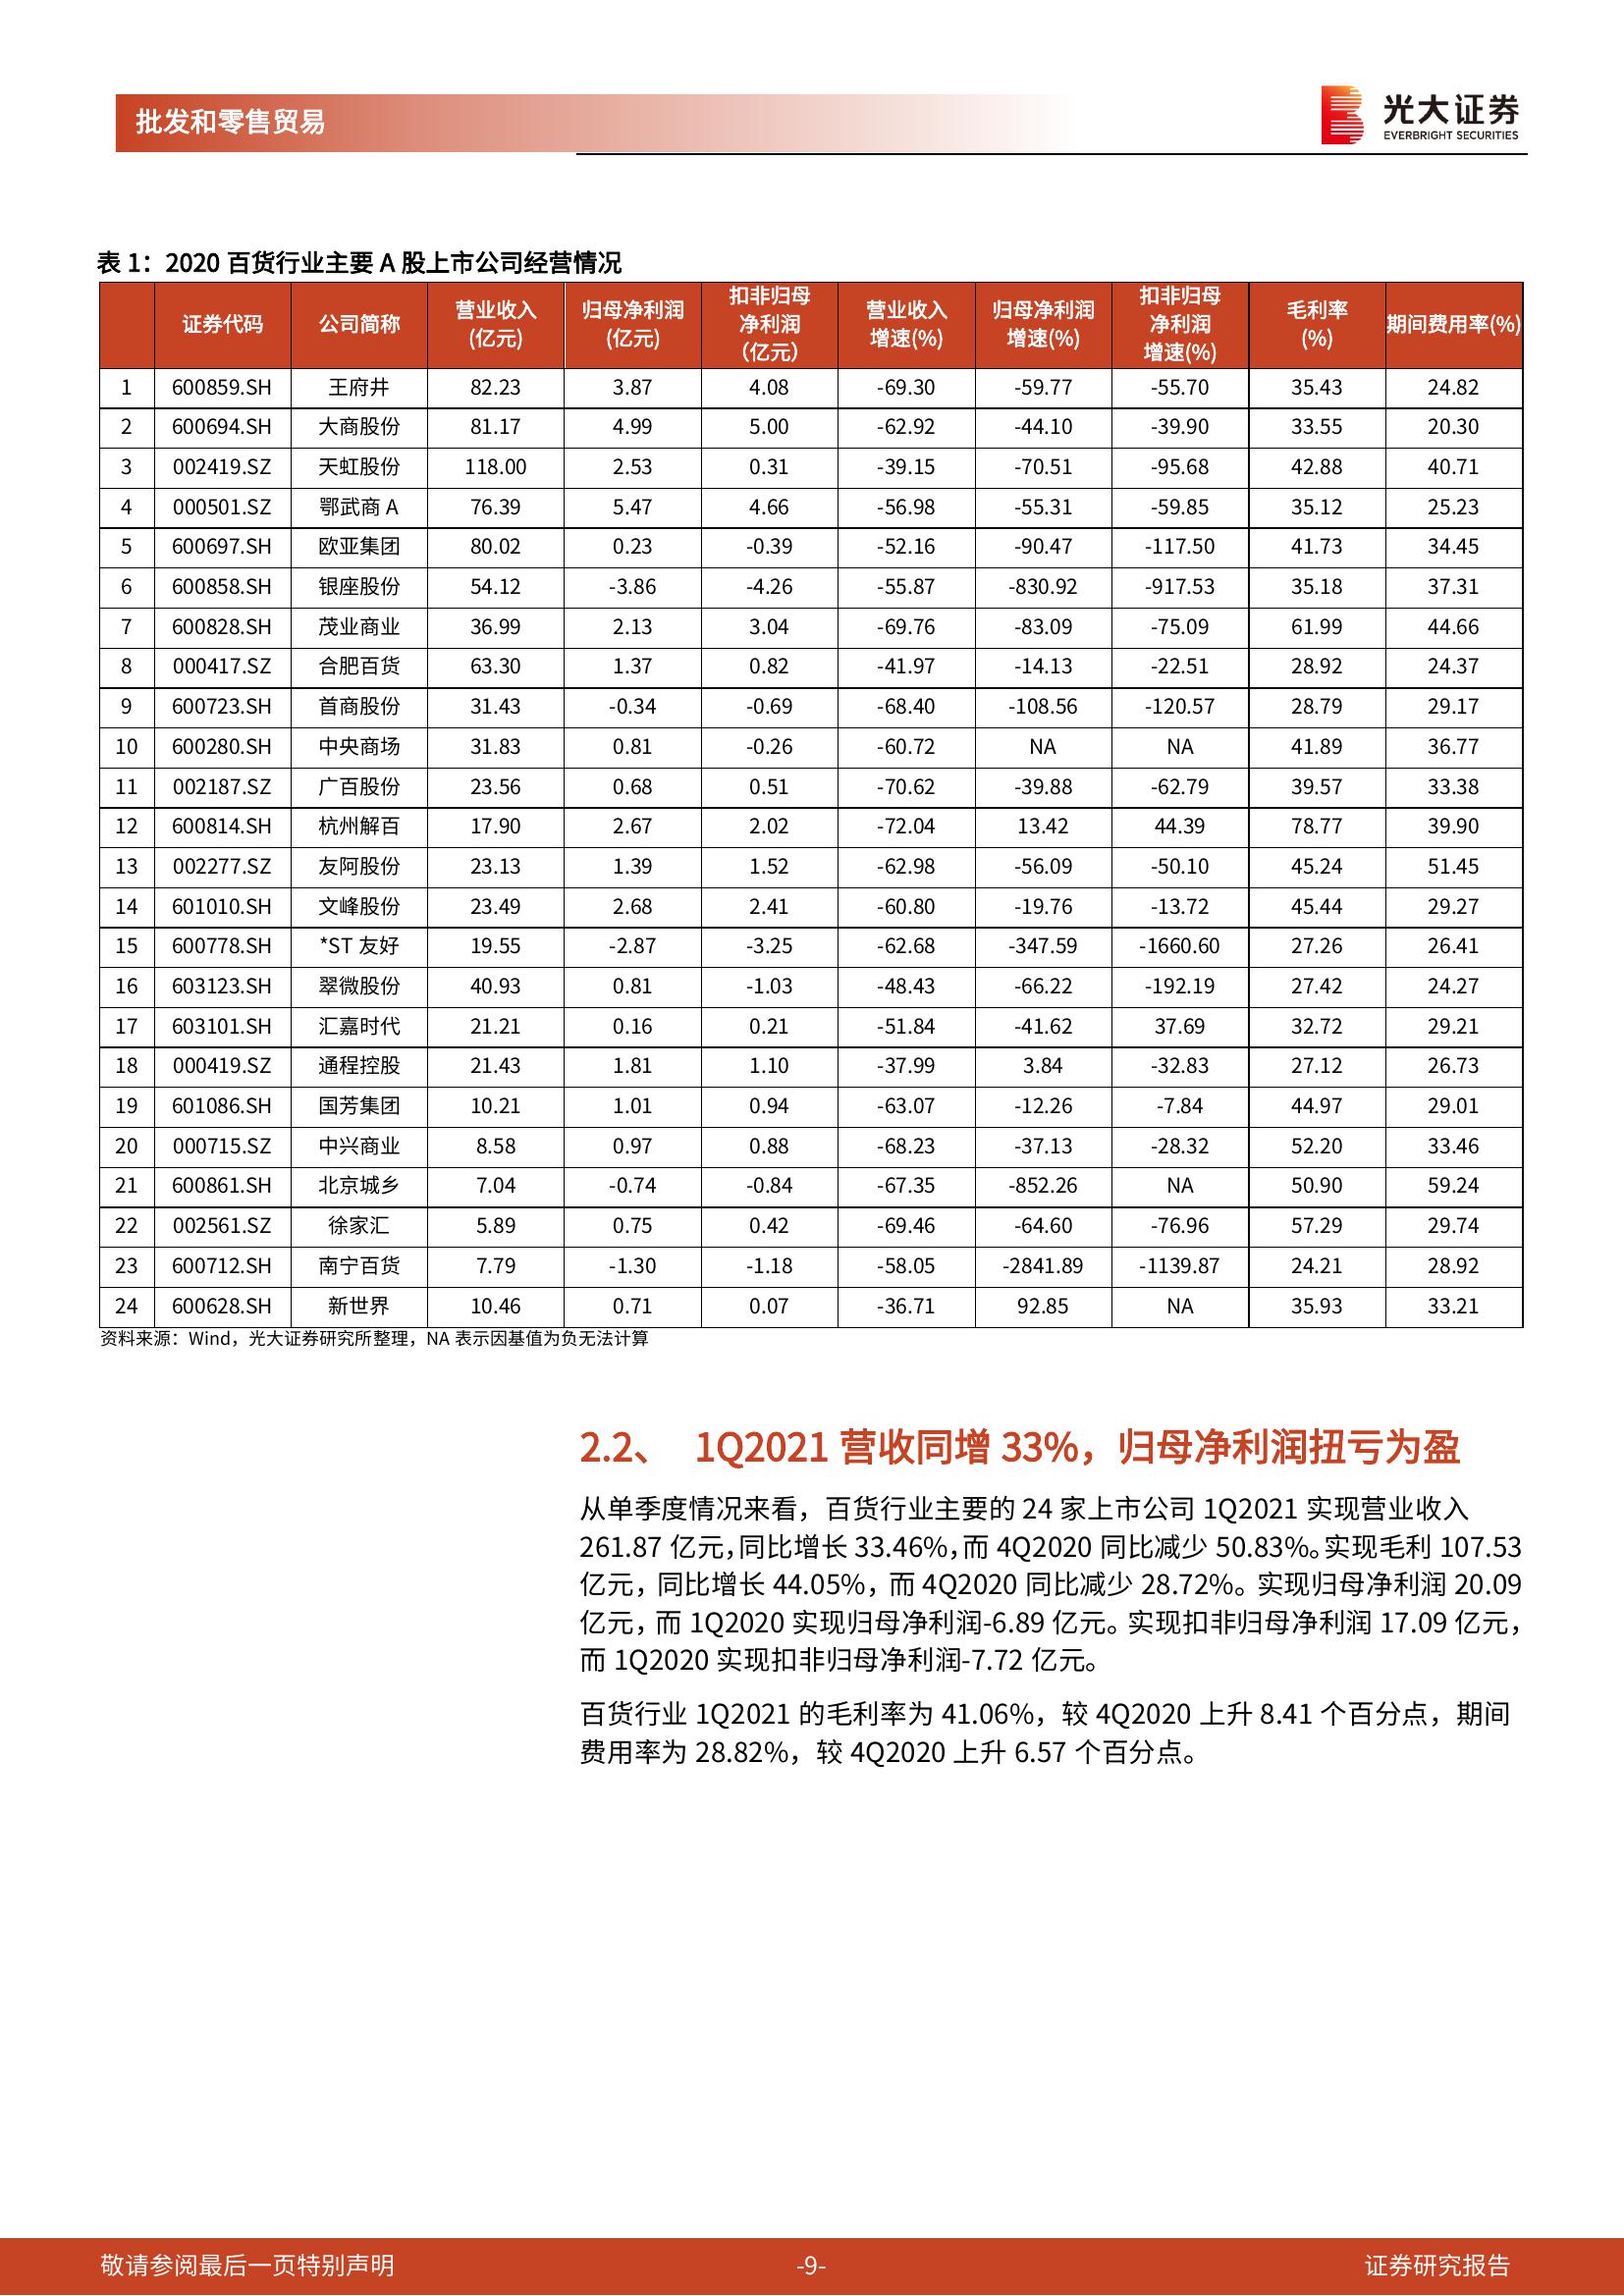 批发和零售贸易
光大证券
EVERBRIGHT SECURITIES
表 1：2020 百货行业主要 A 股上市公司经营情况
证券代码 公司简称 营业收入(亿元) 归母净利润(亿元) 扣非归母净利润（亿元） 营业收入增速(%) 归母净利润增速(%) 扣非归母净利润增速(%) 毛利率(%) 期间费用率(%)
1 600859.SH 王府井 82.23 3.87 4.08 -69.30 -59.77 -55.70 35.43 24.82
2 600694.SH 大商股份 81.17 4.99 5.00 -62.92 -44.10 -39.90 33.55 20.30
3 002419.SZ 天虹股份 118.00 2.53 0.31 -39.15 -70.51 -95.68 42.88 40.71
4 000501.SZ 鄂武商 A 76.39 5.47 4.66 -56.98 -55.31 -59.85 35.12 25.23
5 600697.SH 欧亚集团 80.02 0.23 -0.39 -52.16 -90.47 -117.50 41.73 34.45
6 600858.SH 银座股份 54.12 -3.86 -4.26 -55.87 -830.92 -917.53 35.18 37.31
7 600828.SH 茂业商业 36.99 2.13 3.04 -69.76 -83.09 -75.09 61.99 44.66
8 000417.SZ 合肥百货 63.30 1.37 0.82 -41.97 -14.13 -22.51 28.92 24.37
9 600723.SH 首商股份 31.43 -0.34 -0.69 -68.40 -108.56 -120.57 28.79 29.17
10 600280.SH 中央商场 31.83 0.81 -0.26 -60.72 NA NA 41.89 36.77
11 002187.SZ 广百股份 23.56 0.68 0.51 -70.62 -39.88 -62.79 39.57 33.38
12 600814.SH 杭州解百 17.90 2.67 2.02 -72.04 13.42 44.39 78.77 39.90
13 002277.SZ 友阿股份 23.13 1.39 1.52 -62.98 -56.09 -50.10 45.24 51.45
14 601010.SH 文峰股份 23.49 2.68 2.41 -60.80 -19.76 -13.72 45.44 29.27
15 600778.SH *ST 友好 19.55 -2.87 -3.25 -62.68 -347.59 -1660.60 27.26 26.41
16 603123.SH 翠微股份 40.93 0.81 -1.03 -48.43 -66.22 -192.19 27.42 24.27
17 603101.SH 汇嘉时代 21.21 0.16 0.21 -51.84 -41.62 37.69 32.72 29.21
18 000419.SZ 通程控股 21.43 1.81 1.10 -37.99 3.84 -32.83 27.12 26.73
19 601086.SH 国芳集团 10.21 1.01 0.94 -63.07 -12.26 -7.84 44.97 29.01
20 000715.SZ 中兴商业 8.58 0.97 0.88 -68.23 -37.13 -28.32 52.20 33.46
21 600861.SH 北京城乡 7.04 -0.74 -0.84 -67.35 -852.26 NA 50.90 59.24
22 002561.SZ 徐家汇 5.89 0.75 0.42 -69.46 -64.60 -76.96 57.29 29.74
23 600712.SH 南宁百货 7.79 -1.30 -1.18 -58.05 -2841.89 -1139.87 24.21 28.92
24 600628.SH 新世界 10.46 0.71 0.07 -36.71 92.85 NA 35.93 33.21
资料来源：Wind，光大证券研究所整理，NA 表示因基值为负无法计算
2.2、 1Q2021 营收同增 33%，归母净利润扭亏为盈
从单季度情况来看，百货行业主要的 24 家上市公司 1Q2021 实现营业收入
261.87 亿元，同比增长 33.46%，而 4Q2020 同比减少 50.83%。实现毛利 107.53
亿元，同比增长 44.05%，而 4Q2020 同比减少 28.72%。实现归母净利润 20.09
亿元，而 1Q2020 实现归母净利润-6.89 亿元。实现扣非归母净利润 17.09 亿元，
而 1Q2020 实现扣非归母净利润-7.72 亿元。
百货行业 1Q2021 的毛利率为 41.06%，较 4Q2020 上升 8.41 个百分点，期间
费用率为 28.82%，较 4Q2020 上升 6.57 个百分点。
敬请参阅最后一页特别声明 -9- 证券研究报告